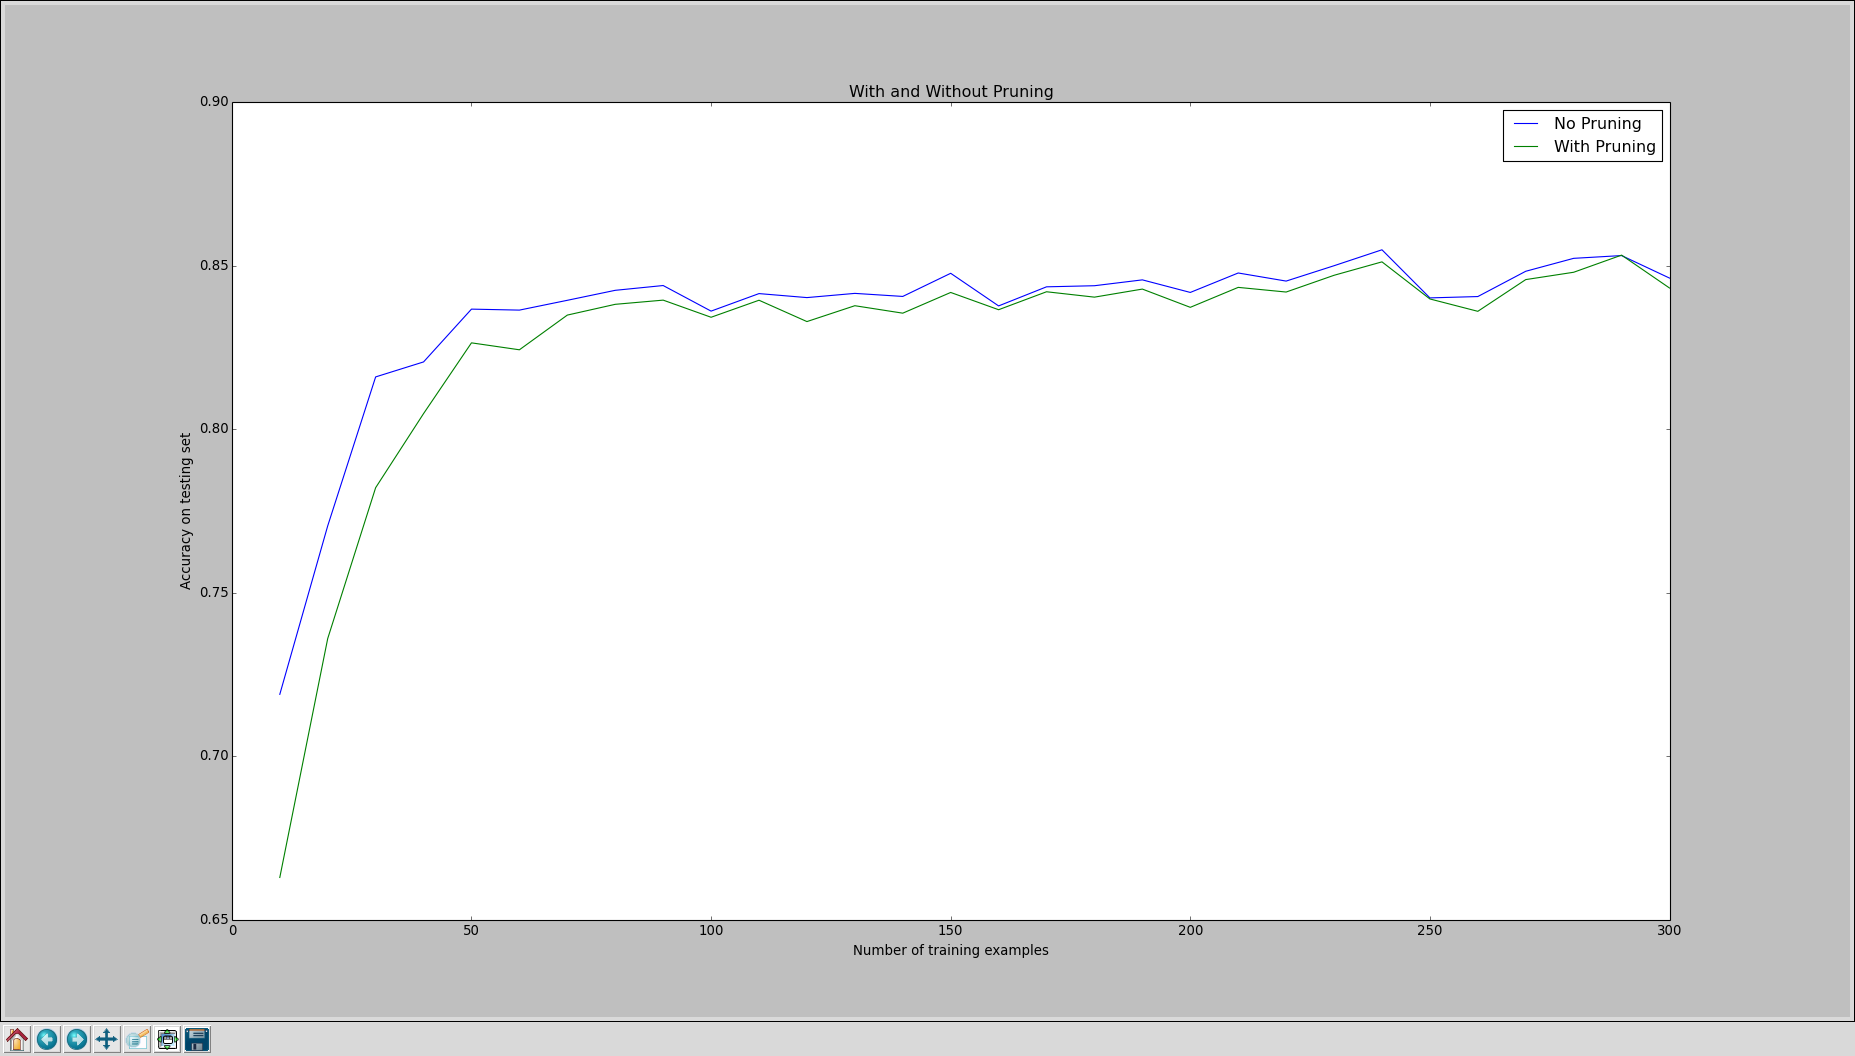 With and Without Pruning
No Pruning
With Pruning
0.90
0.85
0.80
0.75
0.70
0.65
Accuracy on testing set
0 50 100 150 200 250 300
Number of training examples